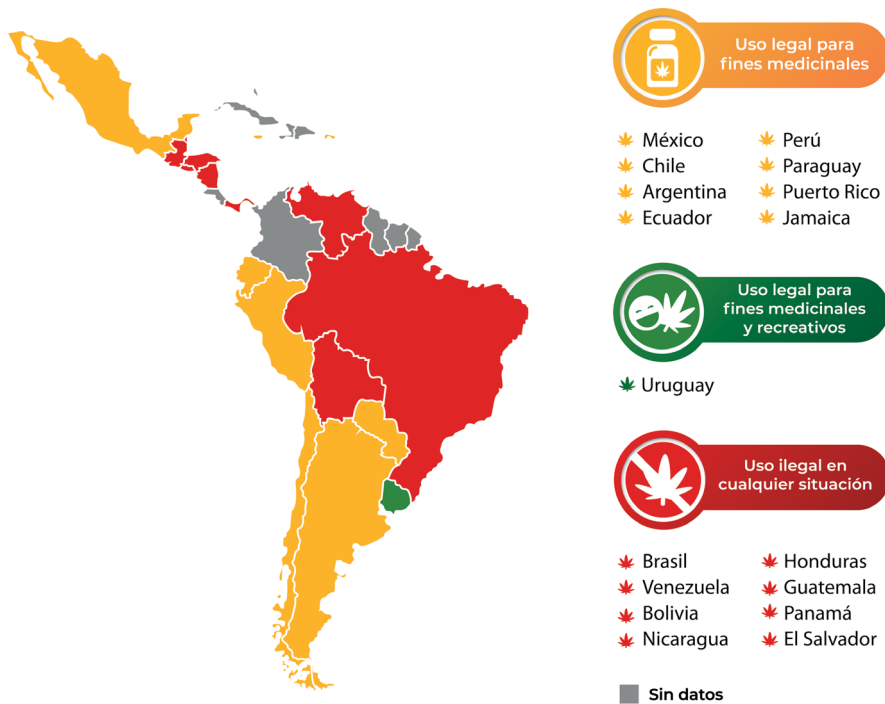 Uso legal para
fines medicinales
México
Chile
Argentina
Ecuador
Perú
Paraguay
Puerto Rico
Jamaica
Uso legal para
fines medicinales
y recreativos
Uruguay
Uso ilegal en
cualquier situación
Brasil
Venezuela
Bolivia
Nicaragua
Honduras
Guatemala
Panamá
El Salvador
Sin datos